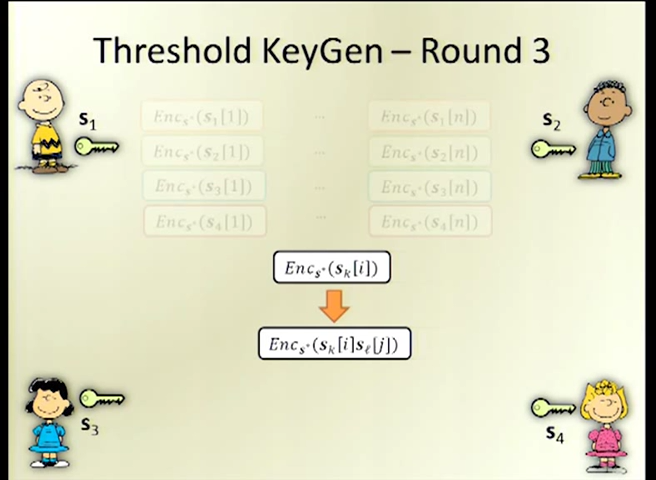 Threshold KeyGen – Round 3
s₁
s₂
Enc_s*(s₁[1]) ... Enc_s*(s₁[n])
Enc_s*(s₂[1]) ... Enc_s*(s₂[n])
Enc_s*(s₃[1]) ... Enc_s*(s₃[n])
Enc_s*(s₄[1]) ... Enc_s*(s₄[n])
Enc_s*(s_k[i])
Enc_s*(s_k[i]s_ℓ[j])
s₃
s₄